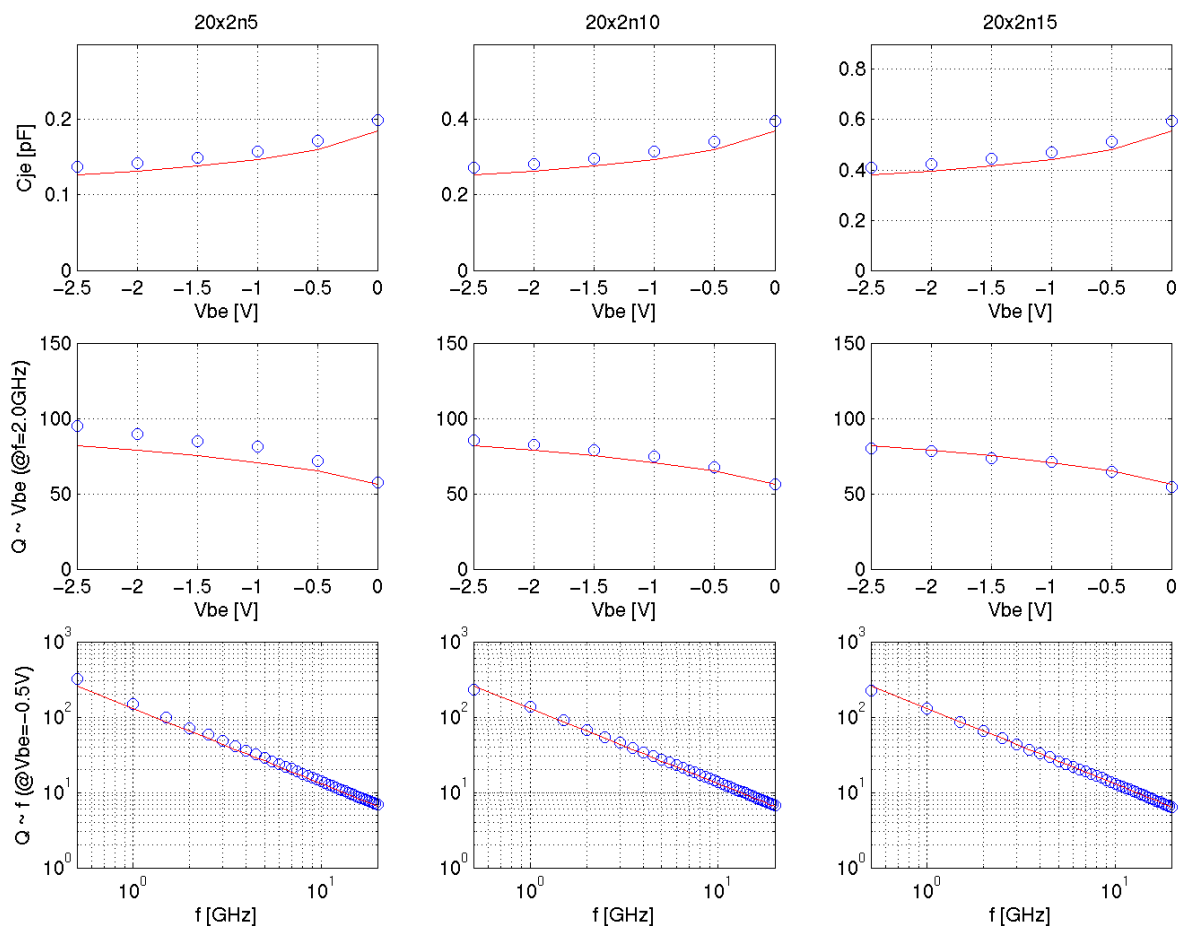 20x2n5
20x2n10
20x2n15
Cje [pF]
0.2
0.1
0
0.4
0.2
0
0.8
0.6
0.4
0.2
0
−2.5 −2 −1.5 −1 −0.5 0
−2.5 −2 −1.5 −1 −0.5 0
−2.5 −2 −1.5 −1 −0.5 0
Vbe [V]
Vbe [V]
Vbe [V]
Q ~ Vbe (@f=2.0GHz)
150
100
50
0
150
100
50
0
150
100
50
0
−2.5 −2 −1.5 −1 −0.5 0
−2.5 −2 −1.5 −1 −0.5 0
−2.5 −2 −1.5 −1 −0.5 0
Vbe [V]
Vbe [V]
Vbe [V]
Q ~ f (@Vbe=−0.5V)
10³
10²
10¹
10⁰
10³
10²
10¹
10⁰
10³
10²
10¹
10⁰
10⁰ 10¹
10⁰ 10¹
10⁰ 10¹
f [GHz]
f [GHz]
f [GHz]